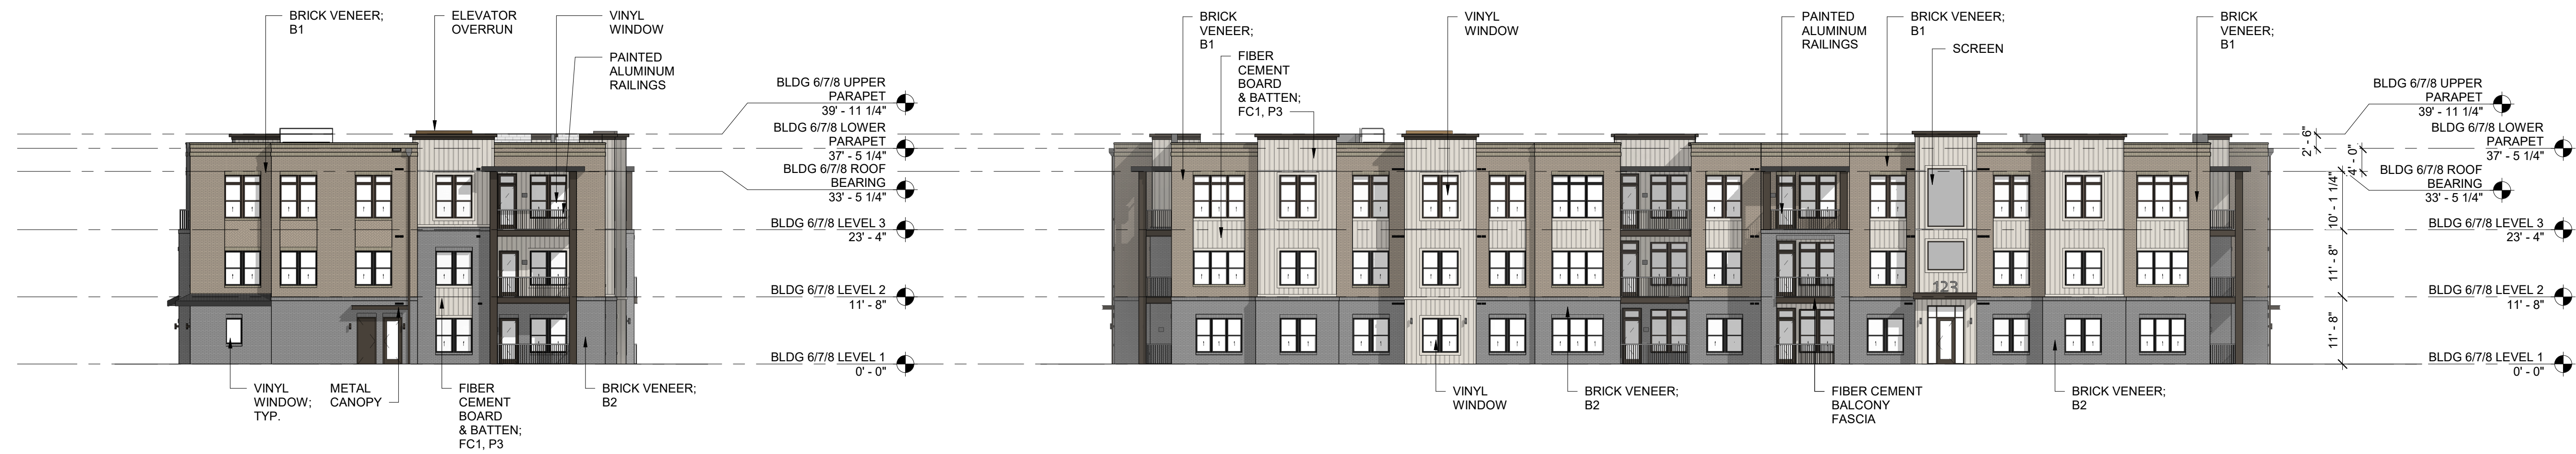 BRICK VENEER;
B1
ELEVATOR
OVERRUN
VINYL
WINDOW
PAINTED
ALUMINUM
RAILINGS
BLDG 6/7/8 UPPER
PARAPET
39' - 11 1/4"
BLDG 6/7/8 LOWER
PARAPET
37' - 5 1/4"
BLDG 6/7/8 ROOF
BEARING
33' - 5 1/4"
BLDG 6/7/8 LEVEL 3
23' - 4"
BLDG 6/7/8 LEVEL 2
11' - 8"
BLDG 6/7/8 LEVEL 1
0' - 0"
VINYL
WINDOW;
TYP.
METAL
CANOPY
FIBER
CEMENT
BOARD
& BATTEN;
FC1, P3
BRICK VENEER;
B2
BRICK
VENEER;
B1
FIBER
CEMENT
BOARD
& BATTEN;
FC1, P3
VINYL
WINDOW
PAINTED
ALUMINUM
RAILINGS
BRICK VENEER;
B1
SCREEN
BRICK
VENEER;
B1
123
VINYL
WINDOW
BRICK VENEER;
B2
FIBER CEMENT
BALCONY
FASCIA
BRICK VENEER;
B2
2' - 6"
4' - 0"
10' - 1 1/4"
11' - 8"
11' - 8"
BLDG 6/7/8 UPPER
PARAPET
39' - 11 1/4"
BLDG 6/7/8 LOWER
PARAPET
37' - 5 1/4"
BLDG 6/7/8 ROOF
BEARING
33' - 5 1/4"
BLDG 6/7/8 LEVEL 3
23' - 4"
BLDG 6/7/8 LEVEL 2
11' - 8"
BLDG 6/7/8 LEVEL 1
0' - 0"